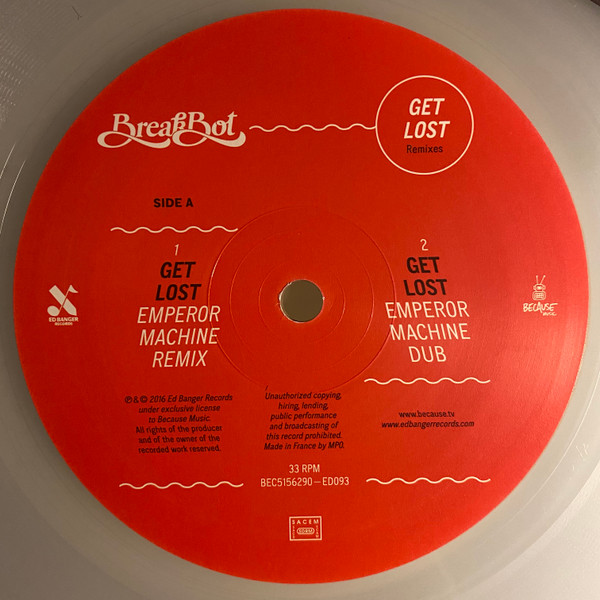 BreakBot
GET
LOST
Remixes
SIDE A
1
GET
LOST
EMPEROR
MACHINE
REMIX
2
GET
LOST
EMPEROR
MACHINE
DUB
ED BANGER
RECORDS
BECAUSE
MUSIC
℗ & © 2016 Ed Banger Records
under exclusive license
to Because Music.
All rights of the producer
and of the owner of the
recorded work reserved.
Unauthorized copying,
hiring, lending,
public performance
and broadcasting of
this record prohibited.
Made in France by MPO.
www.because.tv
www.edbangerrecords.com
33 RPM
BEC5156290 – ED093
SACEM